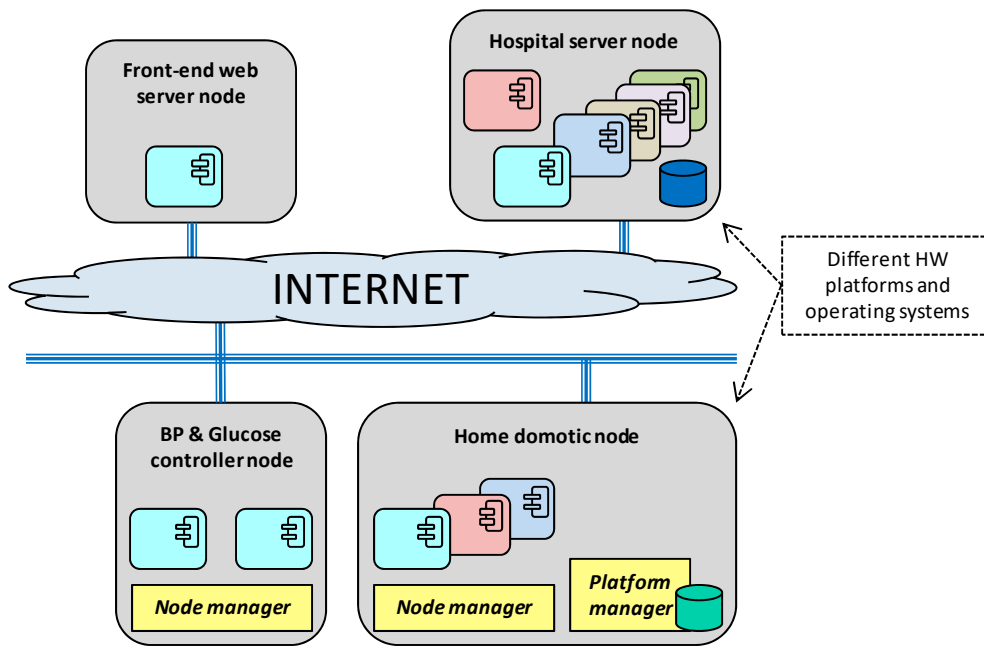 Front-end web
server node
Hospital server node
INTERNET
Different HW
platforms and
operating systems
BP & Glucose
controller node
Home domotic node
Node manager
Node manager
Platform
manager